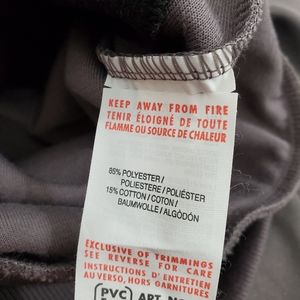 KEEP AWAY FROM FIRE
TENIR ÉLOIGNÉ DE TOUTE
FLAMME OU SOURCE DE CHALEUR
85% POLYESTER /
POLIESTERE / POLIÉSTER
15% COTTON / COTON /
BAUMWOLLE / ALGODÓN
EXCLUSIVE OF TRIMMINGS
SEE REVERSE FOR CARE
INSTRUCTIONS D' ENTRETIEN
AU VERSO, HORS GARNITURES
PVC ART. N